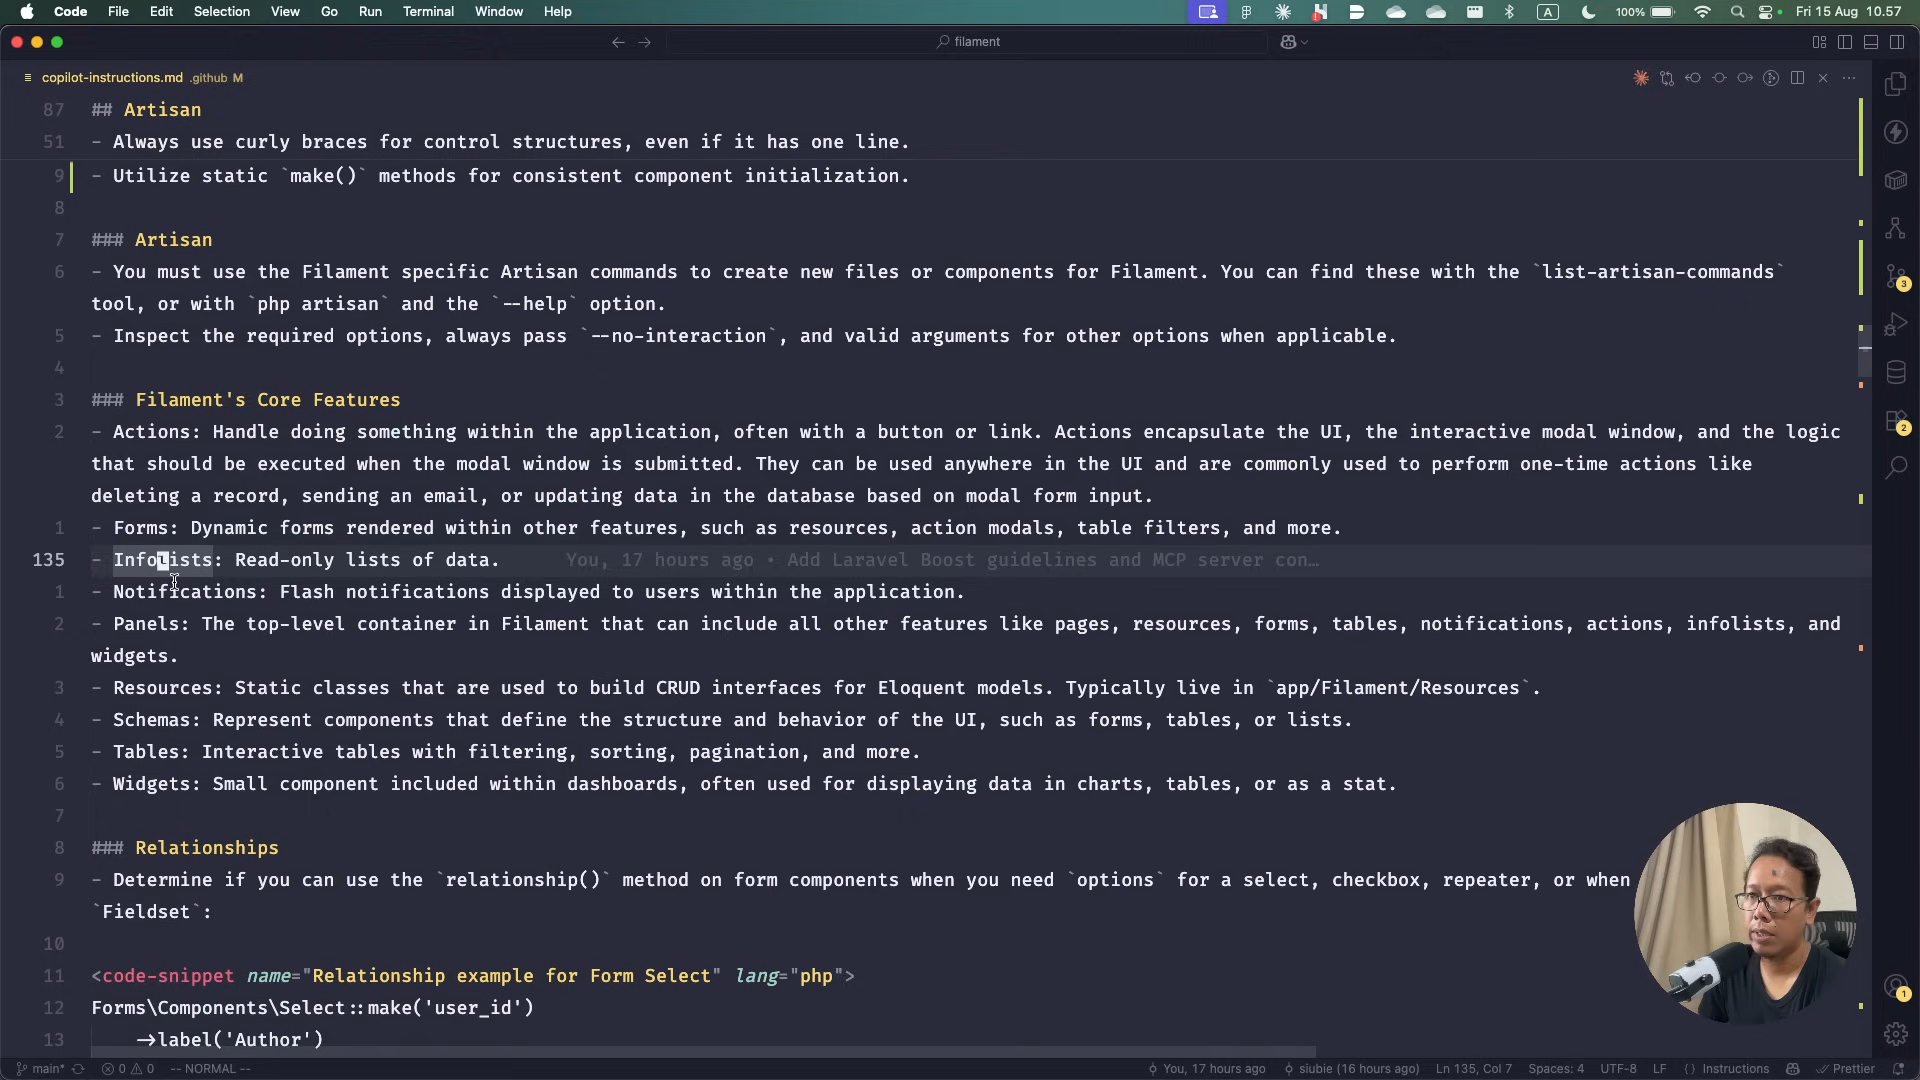 Code File Edit Selection View Go Run Terminal Window Help
A 100% Fri 15 Aug 10.57
filament
copilot-instructions.md .github M
87 ## Artisan
51 - Always use curly braces for control structures, even if it has one line.
9 - Utilize static `make()` methods for consistent component initialization.
8
7 ### Artisan
6 - You must use the Filament specific Artisan commands to create new files or components for Filament. You can find these with the `list-artisan-commands`
tool, or with `php artisan` and the `--help` option.
5 - Inspect the required options, always pass `--no-interaction`, and valid arguments for other options when applicable.
4
3 ### Filament's Core Features
2 - Actions: Handle doing something within the application, often with a button or link. Actions encapsulate the UI, the interactive modal window, and the logic
that should be executed when the modal window is submitted. They can be used anywhere in the UI and are commonly used to perform one-time actions like
deleting a record, sending an email, or updating data in the database based on modal form input.
1 - Forms: Dynamic forms rendered within other features, such as resources, action modals, table filters, and more.
135 - Infolists: Read-only lists of data. You, 17 hours ago • Add Laravel Boost guidelines and MCP server con…
1 - Notifications: Flash notifications displayed to users within the application.
2 - Panels: The top-level container in Filament that can include all other features like pages, resources, forms, tables, notifications, actions, infolists, and
widgets.
3 - Resources: Static classes that are used to build CRUD interfaces for Eloquent models. Typically live in `app/Filament/Resources`.
4 - Schemas: Represent components that define the structure and behavior of the UI, such as forms, tables, or lists.
5 - Tables: Interactive tables with filtering, sorting, pagination, and more.
6 - Widgets: Small component included within dashboards, often used for displaying data in charts, tables, or as a stat.
7
8 ### Relationships
9 - Determine if you can use the `relationship()` method on form components when you need `options` for a select, checkbox, repeater, or when
`Fieldset`:
10
11 <code-snippet name="Relationship example for Form Select" lang="php">
12 Forms\Components\Select::make('user_id')
13 ->label('Author')
3
2
1
main* 0 0 -- NORMAL -- You, 17 hours ago siubie (16 hours ago) Ln 135, Col 7 Spaces: 4 UTF-8 LF Instructions Prettier